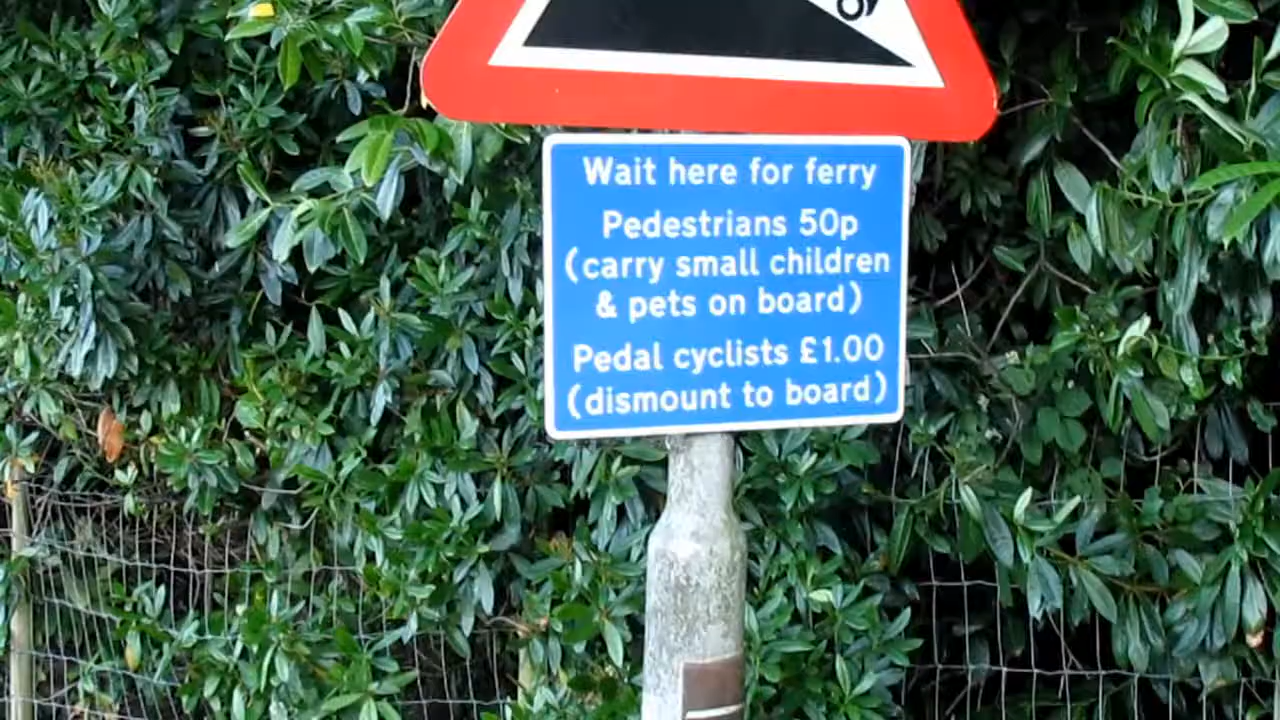 Wait here for ferry
Pedestrians 50p
(carry small children
& pets on board)
Pedal cyclists £1.00
(dismount to board)